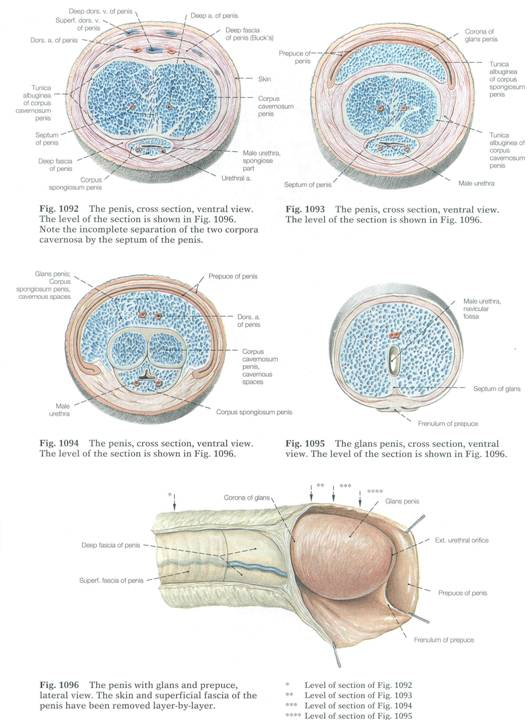 Deep dors. v. of penis
Superf. dors. v.
of penis
Dors. a. of penis
Deep a. of penis
Deep fascia
of penis (Buck's)
Skin
Corpus
cavernosum
penis
Tunica
albuginea
of corpus
cavernosum
penis
Septum
of penis
Deep fascia
of penis
Corpus
spongiosum penis
Male urethra,
spongiose
part
Urethral a.
Fig. 1092 The penis, cross section, ventral view.
The level of the section is shown in Fig. 1096.
Note the incomplete separation of the two corpora
cavernosa by the septum of the penis.
Prepuce of
penis
Corona of
glans penis
Tunica
albuginea
of corpus
spongiosum
penis
Tunica
albuginea of
corpus
cavernosum
penis
Septum of penis
Male urethra
Fig. 1093 The penis, cross section, ventral view.
The level of the section is shown in Fig. 1096.
Glans penis;
Corpus
spongiosum penis,
cavernous spaces
Prepuce of penis
Dors. a.
of penis
Corpus
cavernosum
penis,
cavernous
spaces
Male
urethra
Corpus spongiosum penis
Fig. 1094 The penis, cross section, ventral view.
The level of the section is shown in Fig. 1096.
Male urethra,
navicular
fossa
Septum of glans
Frenulum of prepuce
Fig. 1095 The glans penis, cross section, ventral
view. The level of the section is shown in Fig. 1096.
*
Corona of glans
**
***
****
Glans penis
Deep fascia of penis
Ext. urethral orifice
Superf. fascia of penis
Prepuce of penis
Frenulum of prepuce
Fig. 1096 The penis with glans and prepuce,
lateral view. The skin and superficial fascia of the
penis have been removed layer-by-layer.
* Level of section of Fig. 1092
** Level of section of Fig. 1093
*** Level of section of Fig. 1094
**** Level of section of Fig. 1095